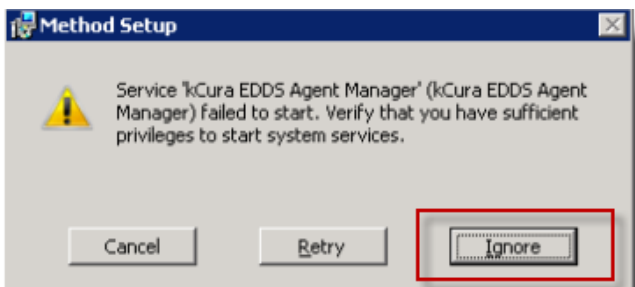 Method Setup
Service 'kCura EDDS Agent Manager' (kCura EDDS Agent
Manager) failed to start. Verify that you have sufficient
privileges to start system services.
Cancel Retry Ignore